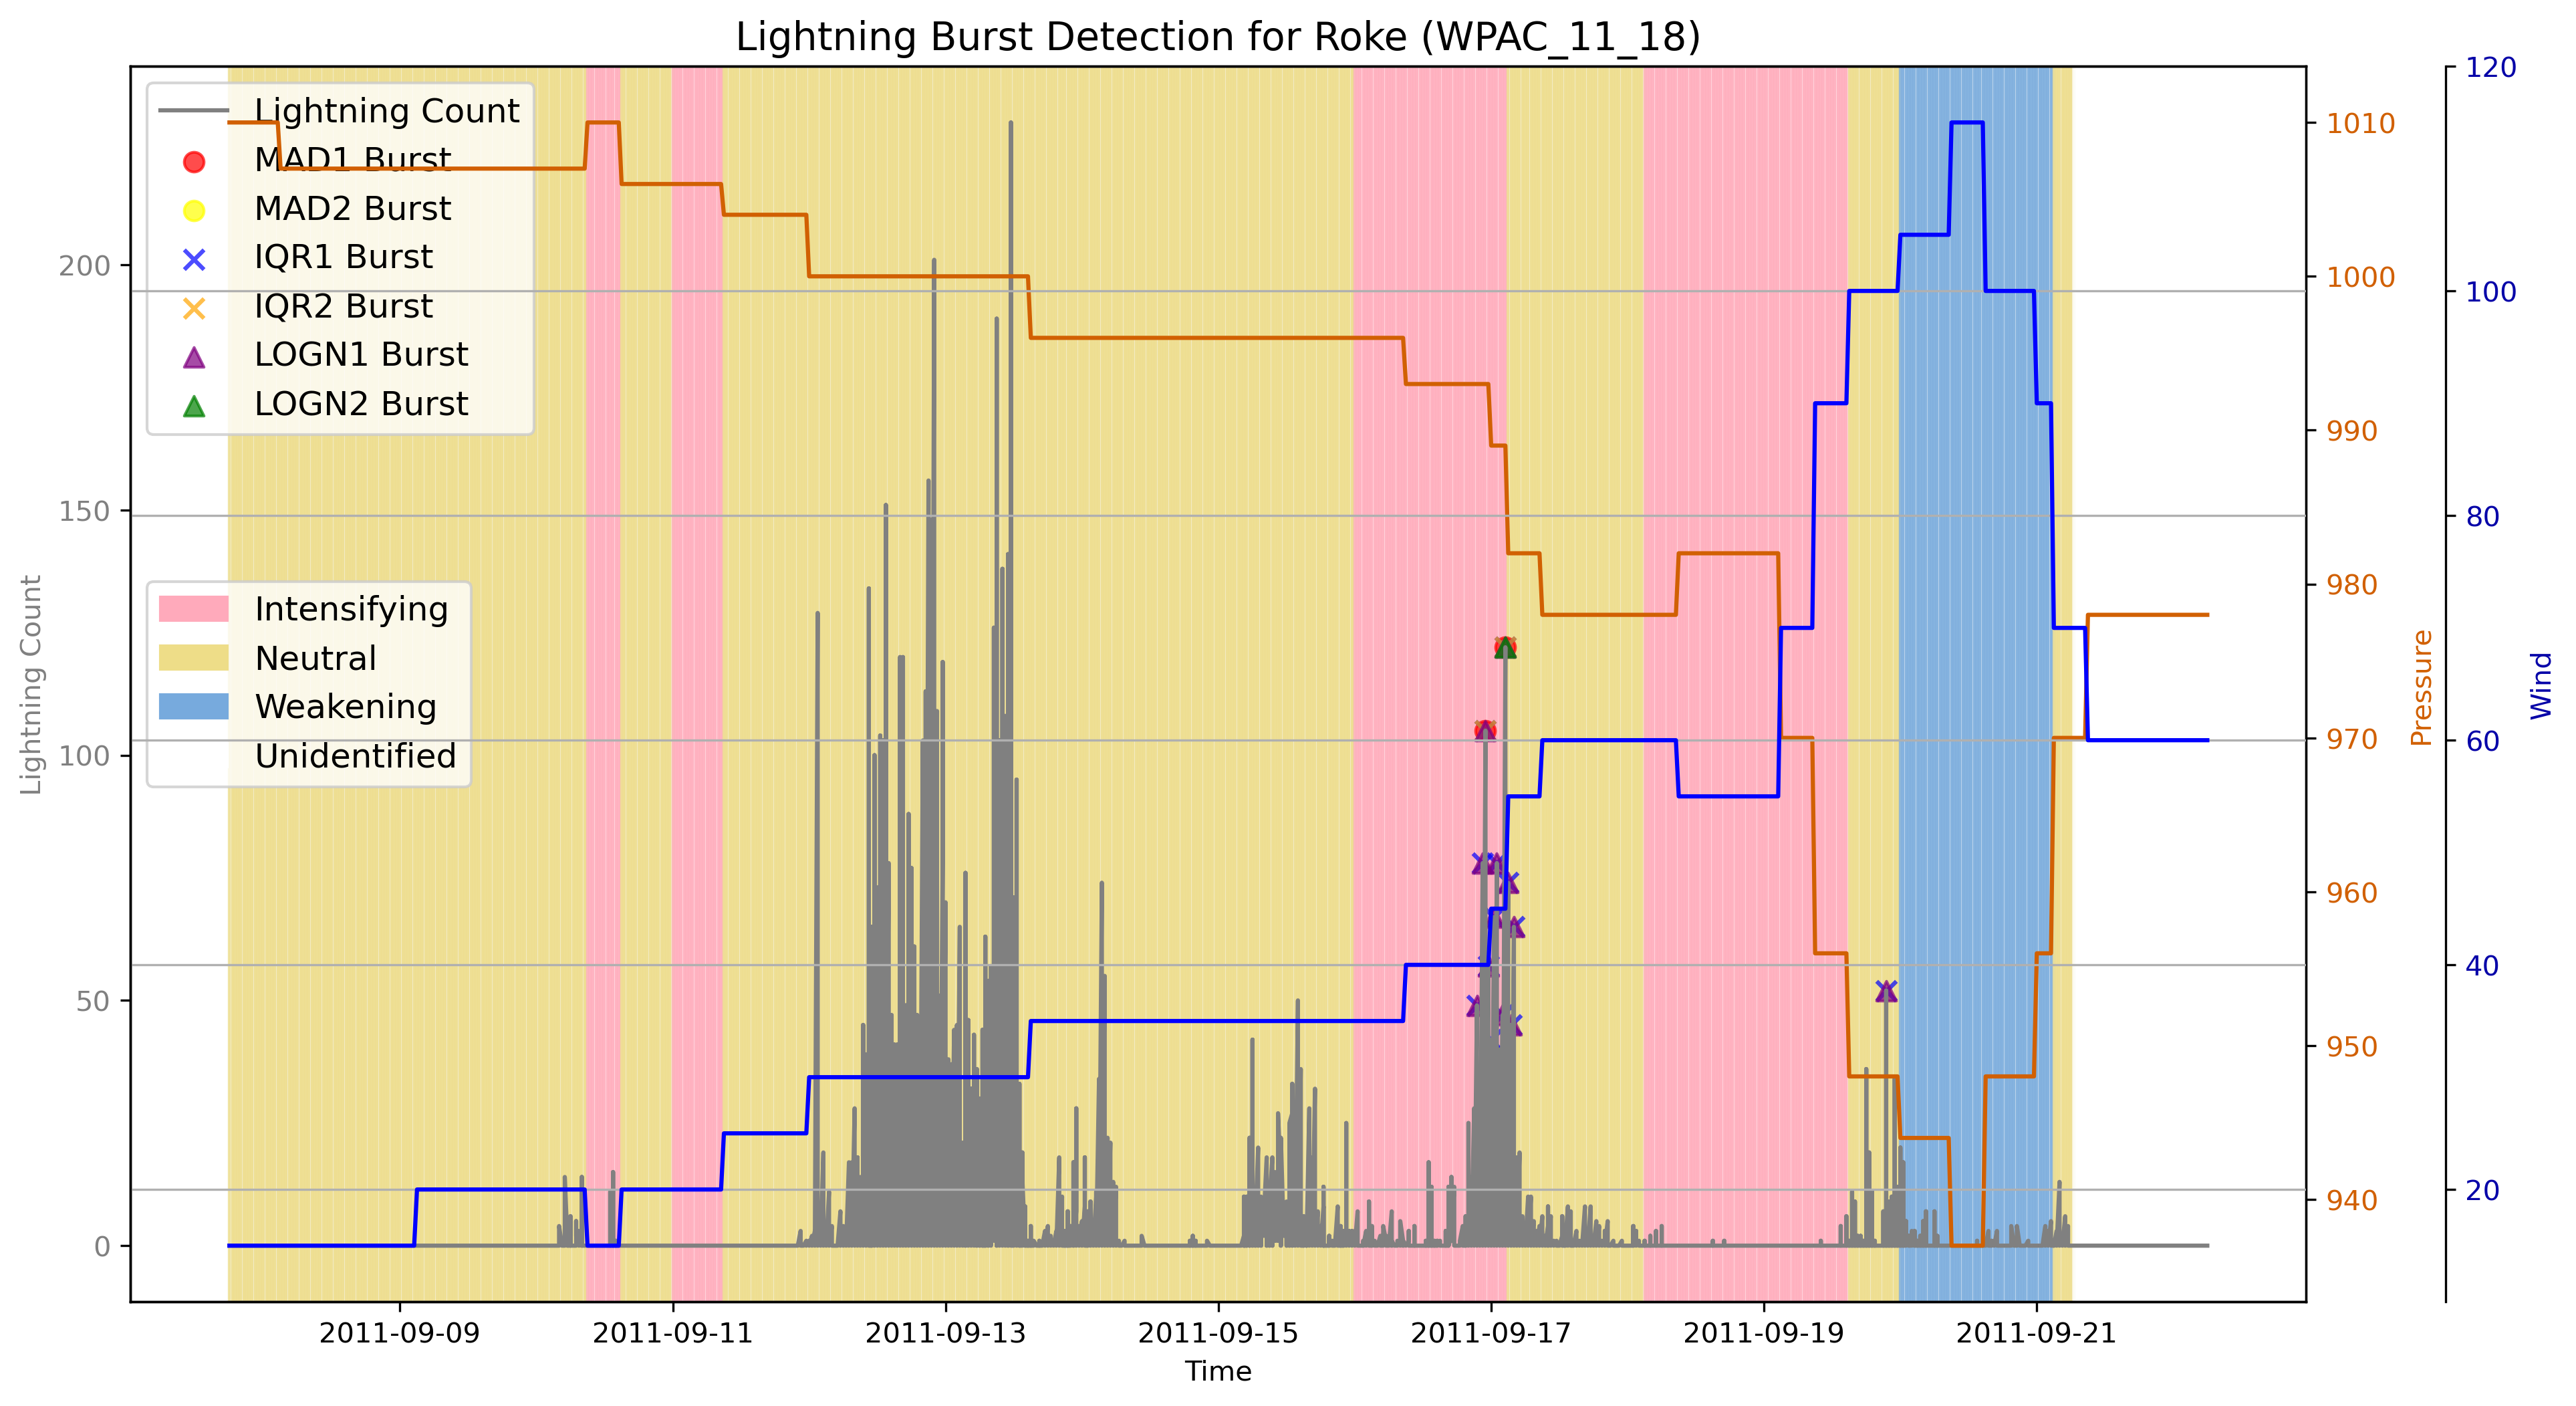 Lightning Burst Detection for Roke (WPAC_11_18)
Lightning Count
MAD1 Burst
MAD2 Burst
IQR1 Burst
IQR2 Burst
LOGN1 Burst
LOGN2 Burst
Intensifying
Neutral
Weakening
Unidentified
Lightning Count
200
150
100
50
0
2011-09-09
2011-09-11
2011-09-13
2011-09-15
2011-09-17
2011-09-19
2011-09-21
Time
1010
1000
990
980
970
960
950
940
Pressure
120
100
80
60
40
20
Wind